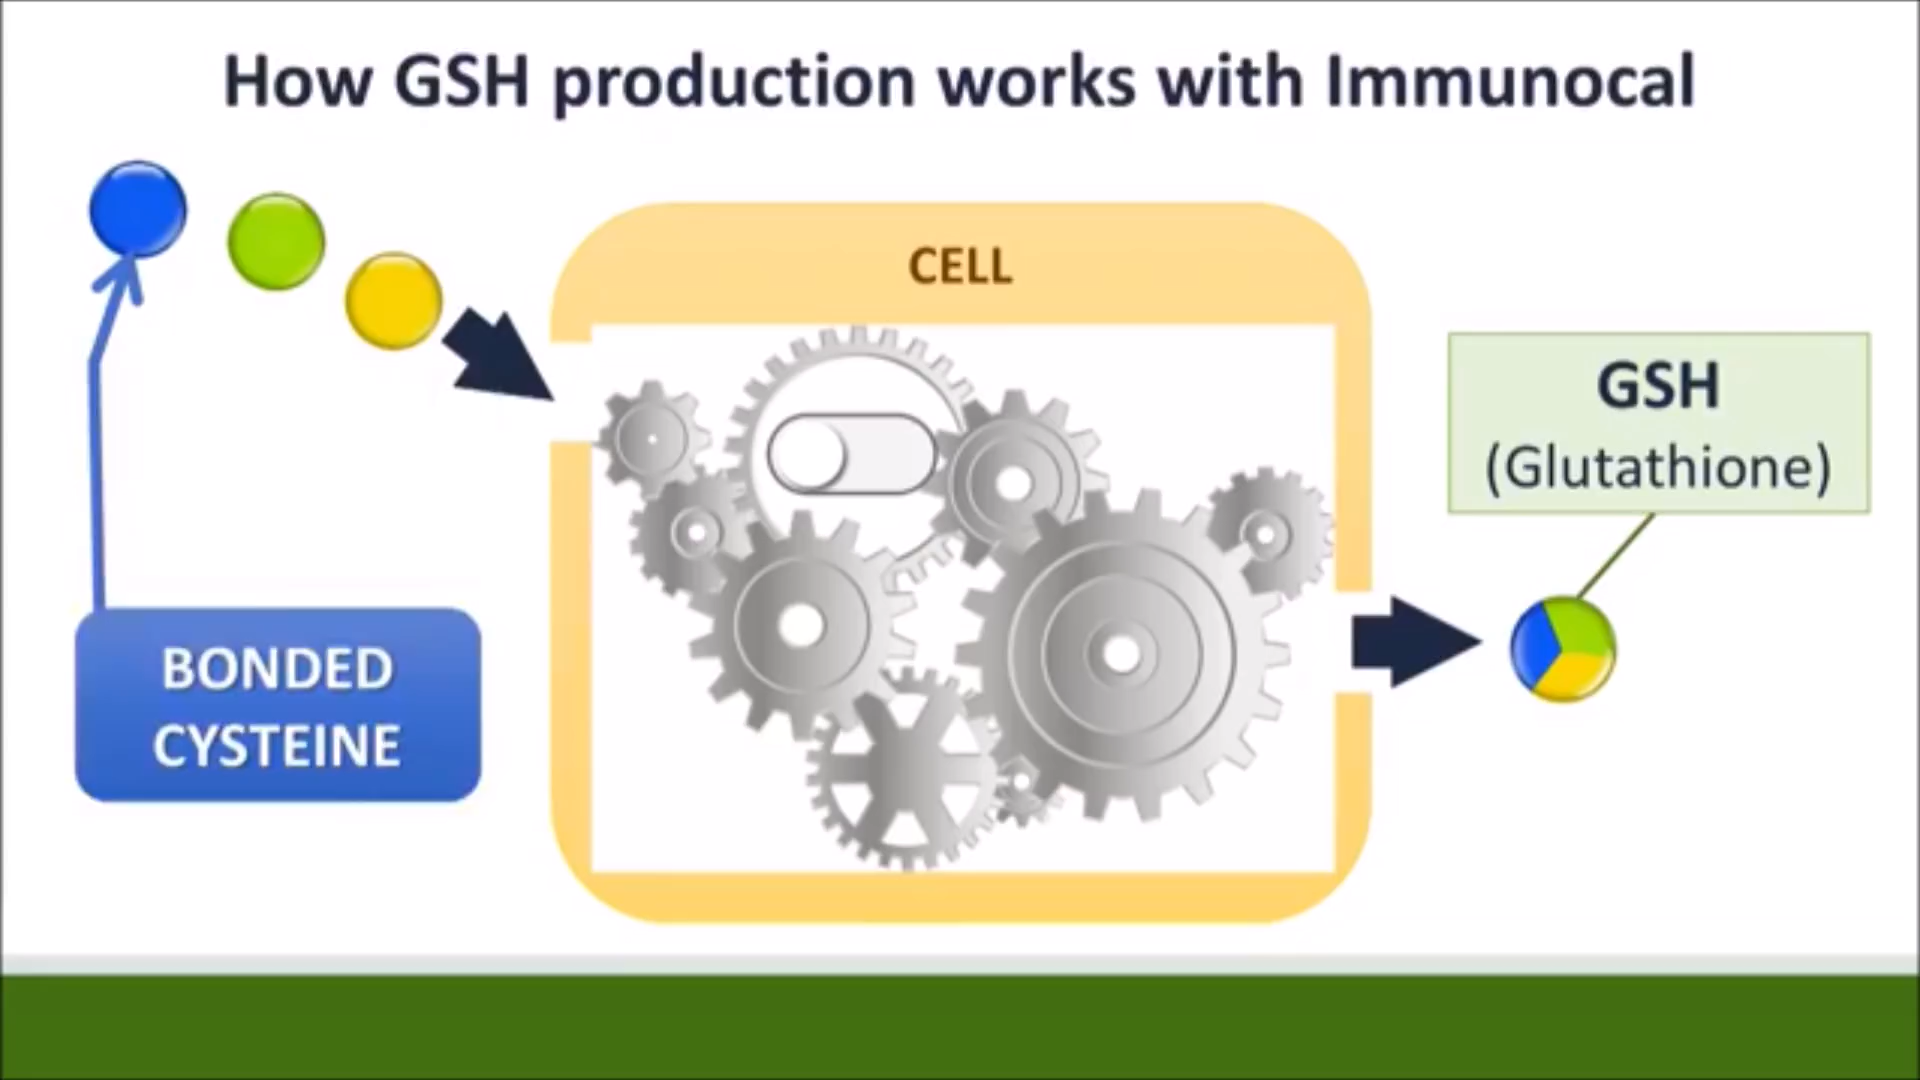 How GSH production works with Immunocal
CELL
GSH
(Glutathione)
BONDED
CYSTEINE